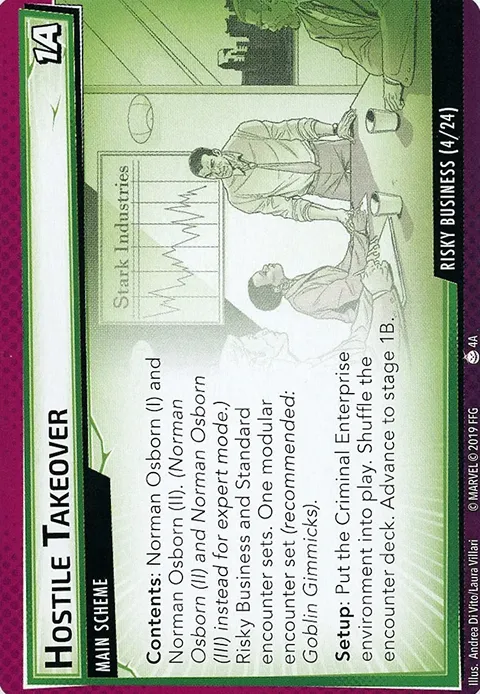 HOSTILE TAKEOVER
1A
MAIN SCHEME
Stark Industries
Contents: Norman Osborn (I) and
Norman Osborn (II). (Norman
Osborn (II) and Norman Osborn
(III) instead for expert mode.)
Risky Business and Standard
encounter sets. One modular
encounter set (recommended:
Goblin Gimmicks).
Setup: Put the Criminal Enterprise
environment into play. Shuffle the
encounter deck. Advance to stage 1B.
RISKY BUSINESS (4/24)
Illus. Andrea Di Vito/Laura Villari
© MARVEL © 2019 FFG
4A